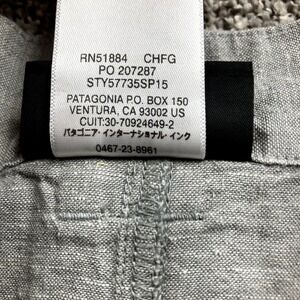 RN51884 CHFG
PO 207287
STY57735SP15
PATAGONIA P.O. BOX 150
VENTURA, CA 93002 US
CUIT:30-70924649-2
パタゴニア・インターナショナル・インク
0467-23-8961